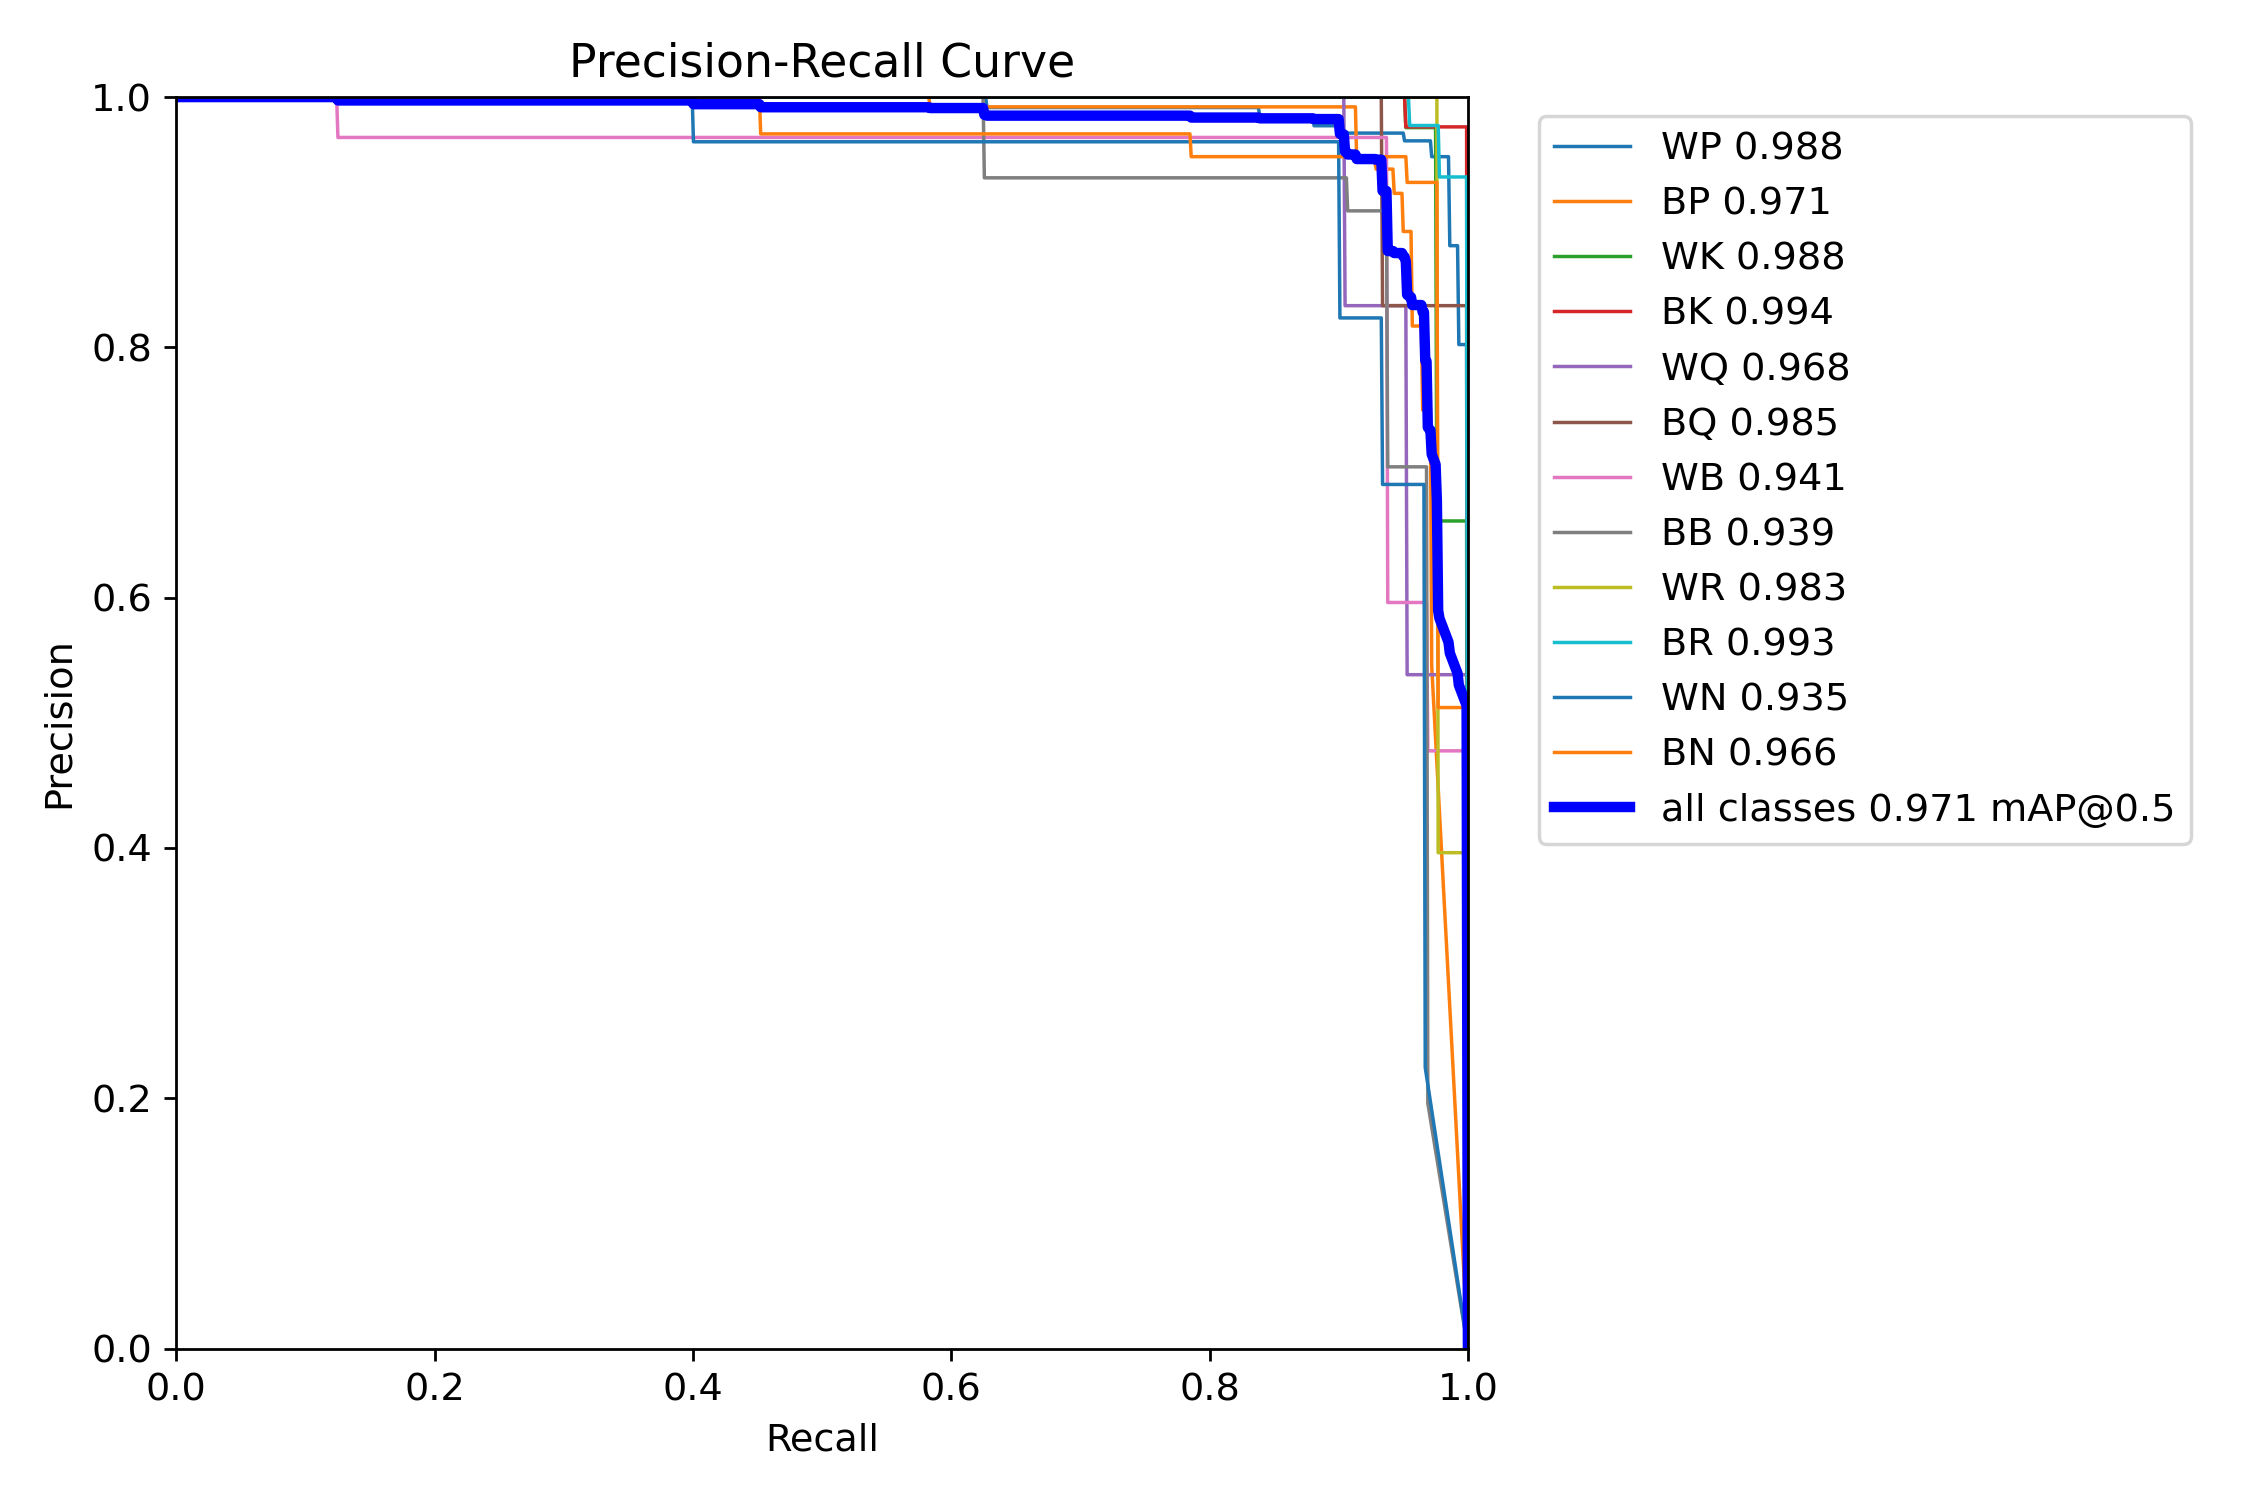 Precision-Recall Curve
1.0
0.8
0.6
0.4
0.2
0.0
Precision
0.0 0.2 0.4 0.6 0.8 1.0
Recall
WP 0.988
BP 0.971
WK 0.988
BK 0.994
WQ 0.968
BQ 0.985
WB 0.941
BB 0.939
WR 0.983
BR 0.993
WN 0.935
BN 0.966
all classes 0.971 mAP@0.5